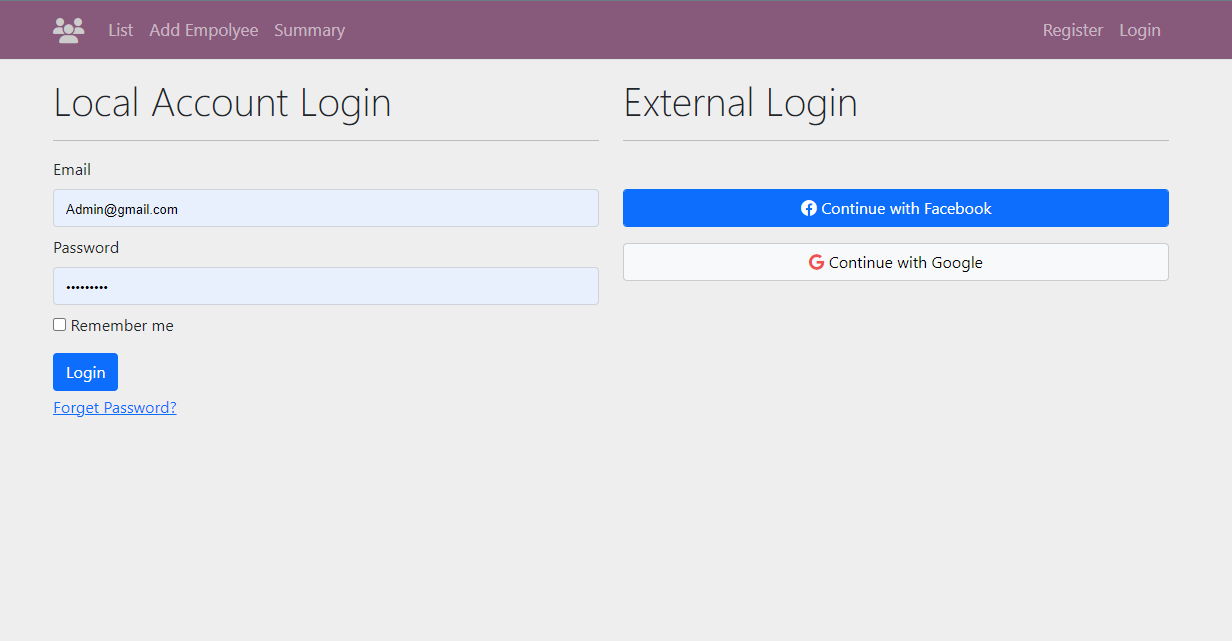 List Add Empolyee Summary Register Login
Local Account Login
Email
Admin@gmail.com
Password
•••••••••
Remember me
Login
Forget Password?
External Login
Continue with Facebook
Continue with Google